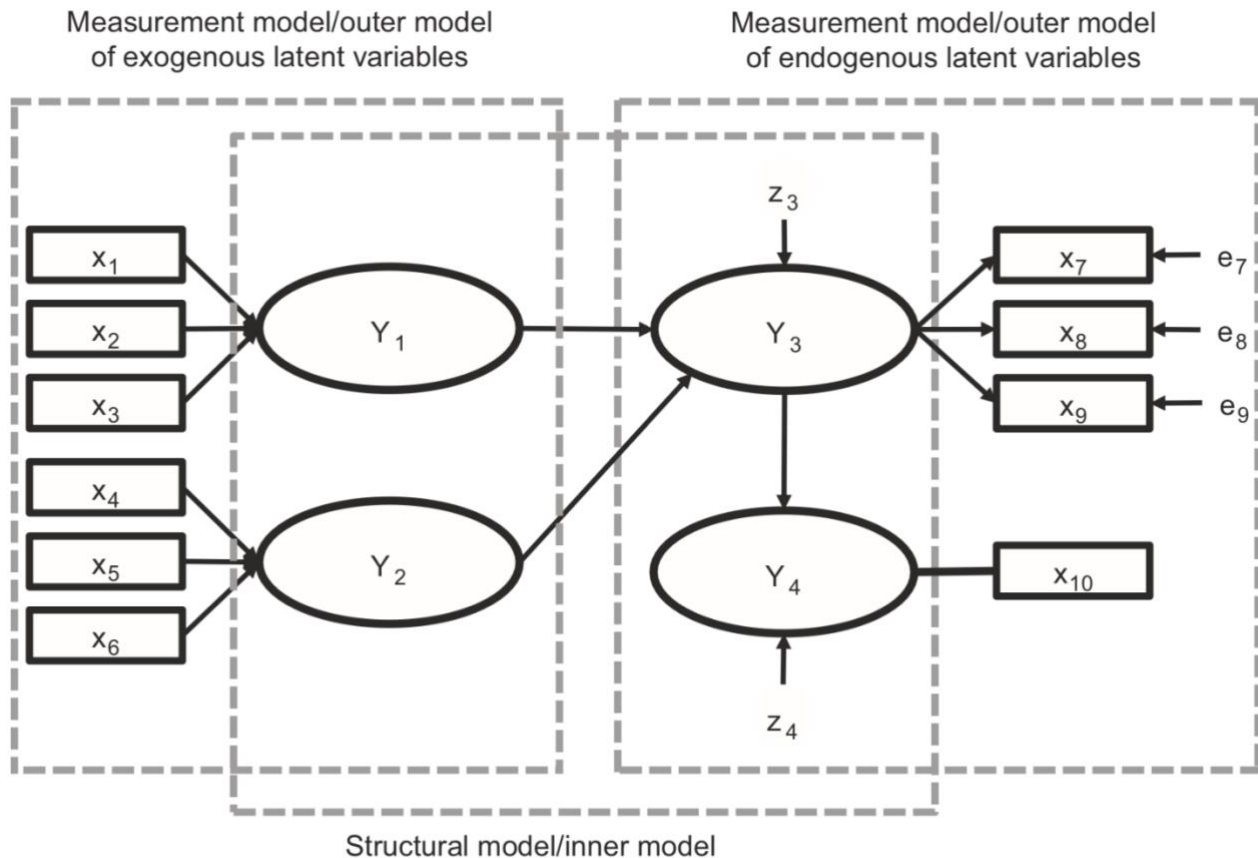 Measurement model/outer model
of exogenous latent variables
Measurement model/outer model
of endogenous latent variables
z₃
x₁
x₂
x₃
Y₁
Y₃
x₇
e₇
x₈
e₈
x₉
e₉
x₄
x₅
x₆
Y₂
Y₄
x₁₀
z₄
Structural model/inner model